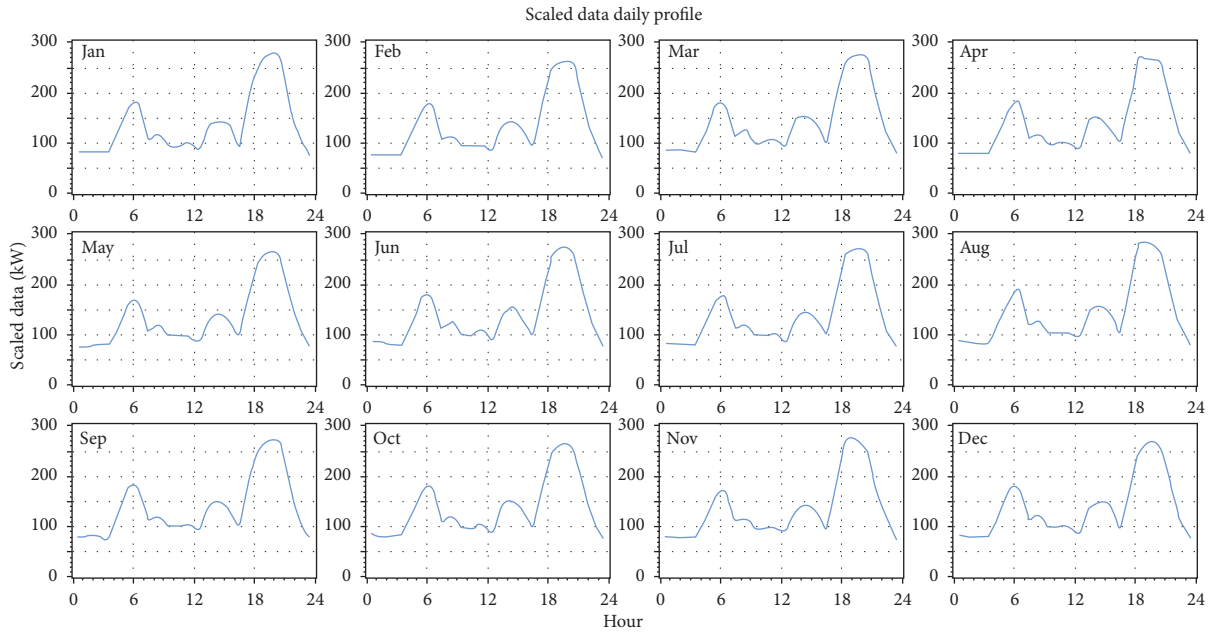 Scaled data daily profile
Jan Feb Mar Apr
300 300 300 300
200 200 200 200
100 100 100 100
0 0 0 0
0 6 12 18 24 0 6 12 18 24 0 6 12 18 24 0 6 12 18 24
May Jun Jul Aug
300 300 300 300
200 200 200 200
100 100 100 100
0 0 0 0
0 6 12 18 24 0 6 12 18 24 0 6 12 18 24 0 6 12 18 24
Sep Oct Nov Dec
300 300 300 300
200 200 200 200
100 100 100 100
0 0 0 0
0 6 12 18 24 0 6 12 18 24 0 6 12 18 24 0 6 12 18 24
Scaled data (kW)
Hour